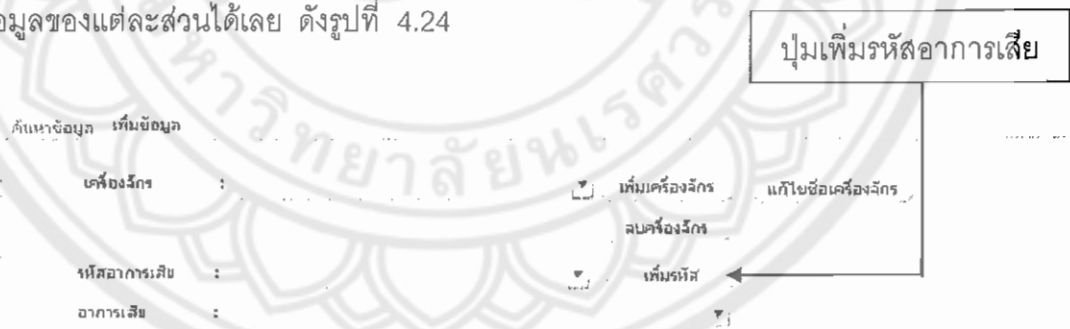 อมูลของแต่ละส่วนได้เลย ดังรูปที่ 4.24
ปุ่มเพิ่มรหัสอาการเสีย
ค้นหาข้อมูล เพิ่มข้อมูล
เครื่องจักร : เพิ่มเครื่องจักร แก้ไขชื่อเครื่องจักร
ลบเครื่องจักร
รหัสอาการเสีย : เพิ่มรหัส
อาการเสีย :